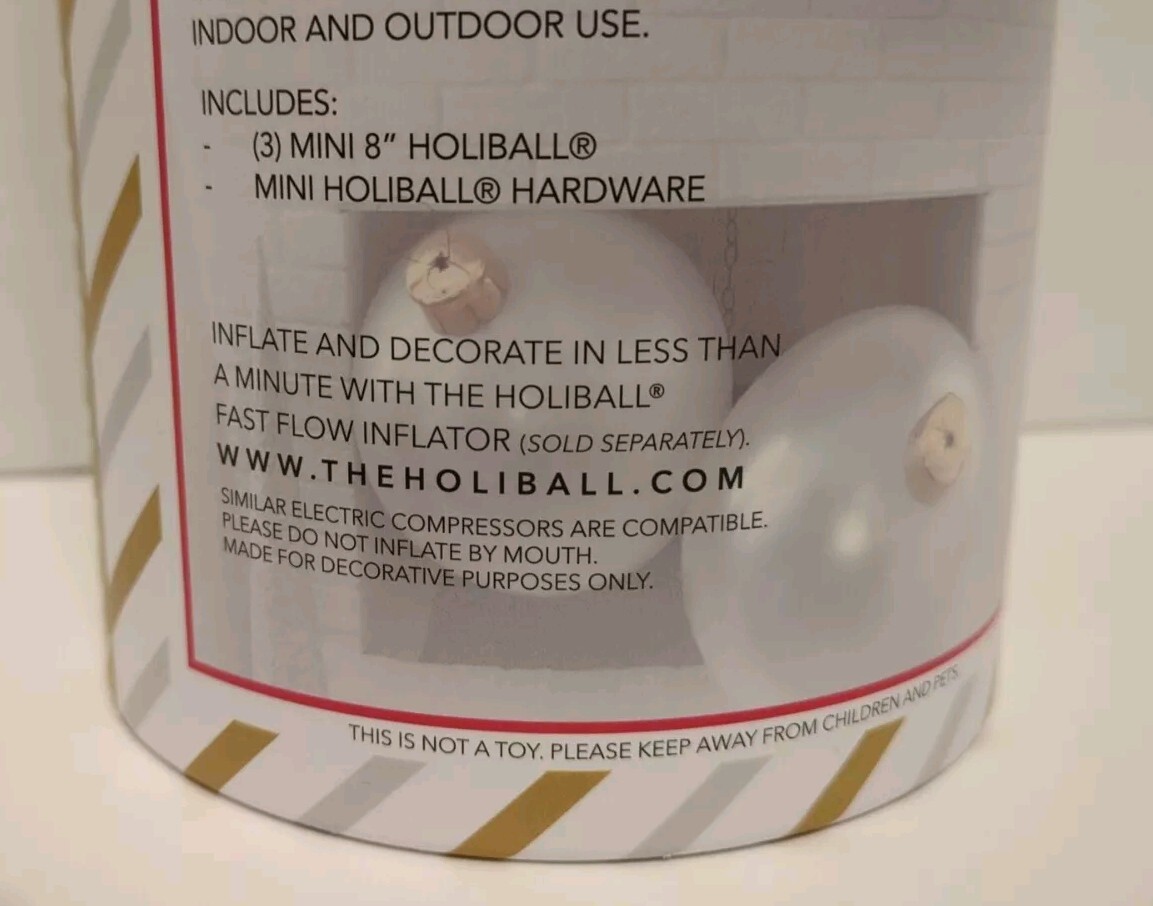 INDOOR AND OUTDOOR USE.
INCLUDES:
- (3) MINI 8” HOLIBALL®
- MINI HOLIBALL® HARDWARE
INFLATE AND DECORATE IN LESS THAN
A MINUTE WITH THE HOLIBALL®
FAST FLOW INFLATOR (SOLD SEPARATELY).
WWW.THEHOLIBALL.COM
SIMILAR ELECTRIC COMPRESSORS ARE COMPATIBLE.
PLEASE DO NOT INFLATE BY MOUTH.
MADE FOR DECORATIVE PURPOSES ONLY.
THIS IS NOT A TOY. PLEASE KEEP AWAY FROM CHILDREN AND PETS.